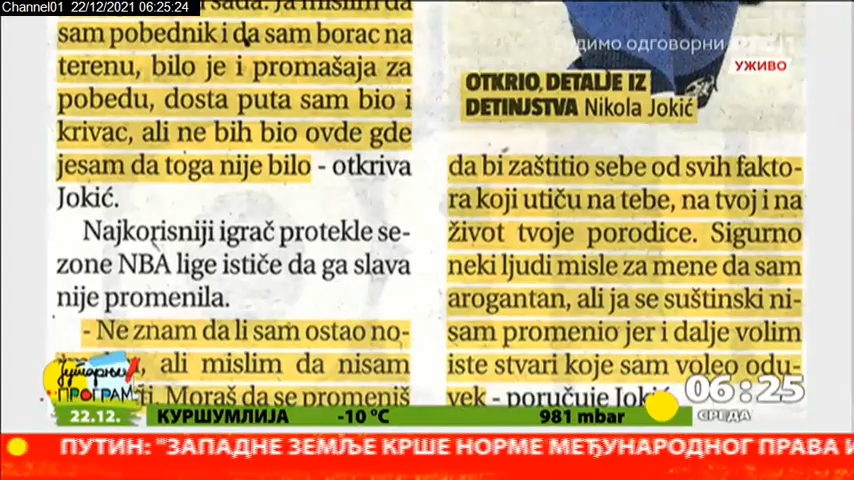 Channel01 22/12/2021 06:25:24
sam pobednik i da sam borac na
terenu, bilo je i promašaja za
pobedu, dosta puta sam bio i
krivac, ali ne bih bio ovde gde
jesam da toga nije bilo - otkriva
Jokić.
Najkorisniji igrač protekle se-
zone NBA lige ističe da ga slava
nije promenila.
- Ne znam da li sam ostao
ali mislim da nisam
Moraš da se promeniš
УЖИВО
OTKRIO DETALJE IZ
DETINJSTVA Nikola Jokić
da bi zaštitio sebe od svih fakto-
ra koji utiču na tebe, na tvoj i na
život tvoje porodice. Sigurno
neki ljudi misle za mene da sam
arogantan, ali ja se suštinski ni-
sam promenio jer i dalje volim
iste stvari koje sam voleo odu-
vek - poručuje
Јутарњи
ПРОГРАМ
06:25
СРЕДА
22.12. КУРШУМЛИЈА -10 °C 981 mbar
ПУТИН: "ЗАПАДНЕ ЗЕМЉЕ КРШЕ НОРМЕ МЕЂУНАРОДНОГ ПРАВА И